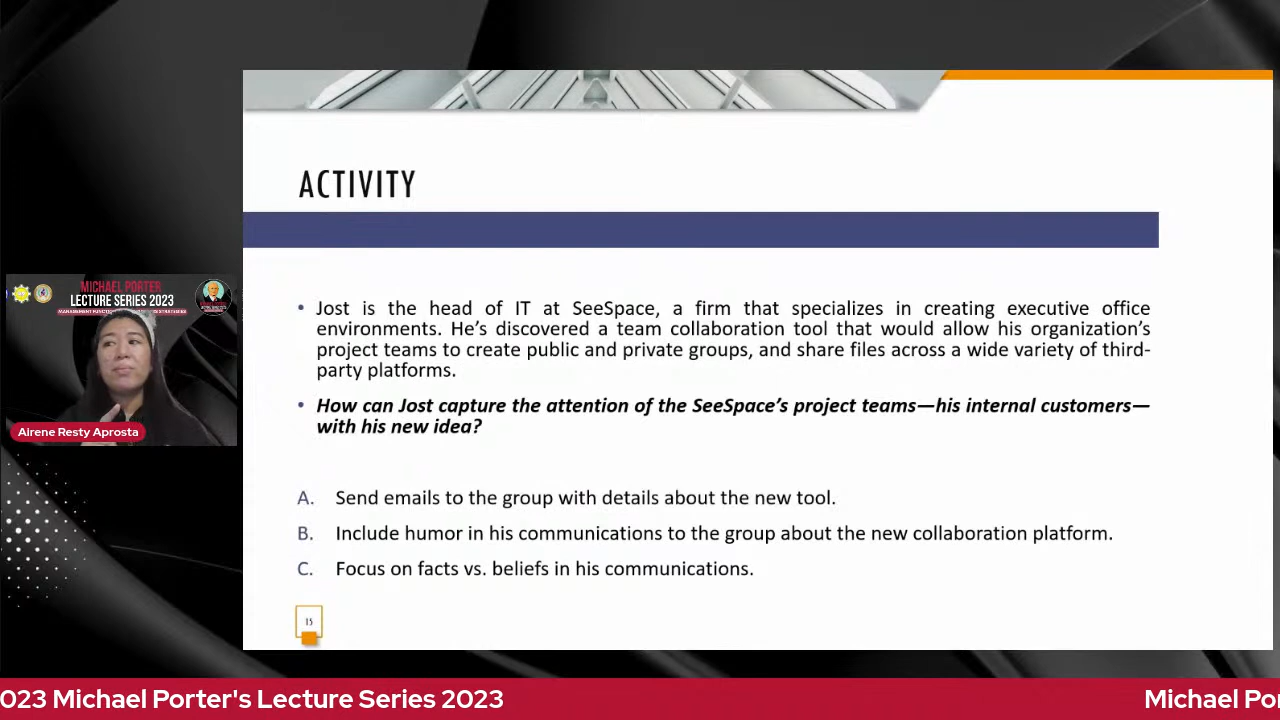 ACTIVITY
• Jost is the head of IT at SeeSpace, a firm that specializes in creating executive office
environments. He’s discovered a team collaboration tool that would allow his organization’s
project teams to create public and private groups, and share files across a wide variety of third-
party platforms.
• How can Jost capture the attention of the SeeSpace’s project teams—his internal customers—
with his new idea?
A. Send emails to the group with details about the new tool.
B. Include humor in his communications to the group about the new collaboration platform.
C. Focus on facts vs. beliefs in his communications.
15
MICHAEL PORTER
LECTURE SERIES 2023
Airene Resty Aprosta
023 Michael Porter's Lecture Series 2023
Michael Po